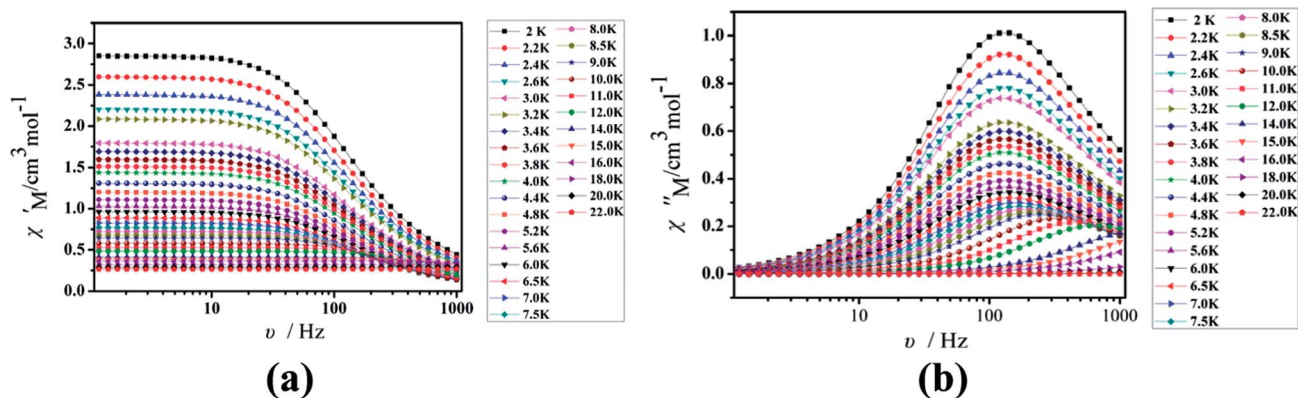 χ'M/cm3 mol-1
3.0
2.5
2.0
1.5
1.0
0.5
0.0
10
100
1000
υ / Hz
2 K
2.2K
2.4K
2.6K
3.0K
3.2K
3.4K
3.6K
3.8K
4.0K
4.4K
4.8K
5.2K
5.6K
6.0K
6.5K
7.0K
7.5K
8.0K
8.5K
9.0K
10.0K
11.0K
12.0K
14.0K
15.0K
16.0K
18.0K
20.0K
22.0K
(a)
χ''M/cm3 mol-1
1.0
0.8
0.6
0.4
0.2
0.0
10
100
1000
υ / Hz
2 K
2.2K
2.4K
2.6K
3.0K
3.2K
3.4K
3.6K
3.8K
4.0K
4.4K
4.8K
5.2K
5.6K
6.0K
6.5K
7.0K
7.5K
8.0K
8.5K
9.0K
10.0K
11.0K
12.0K
14.0K
15.0K
16.0K
18.0K
20.0K
22.0K
(b)